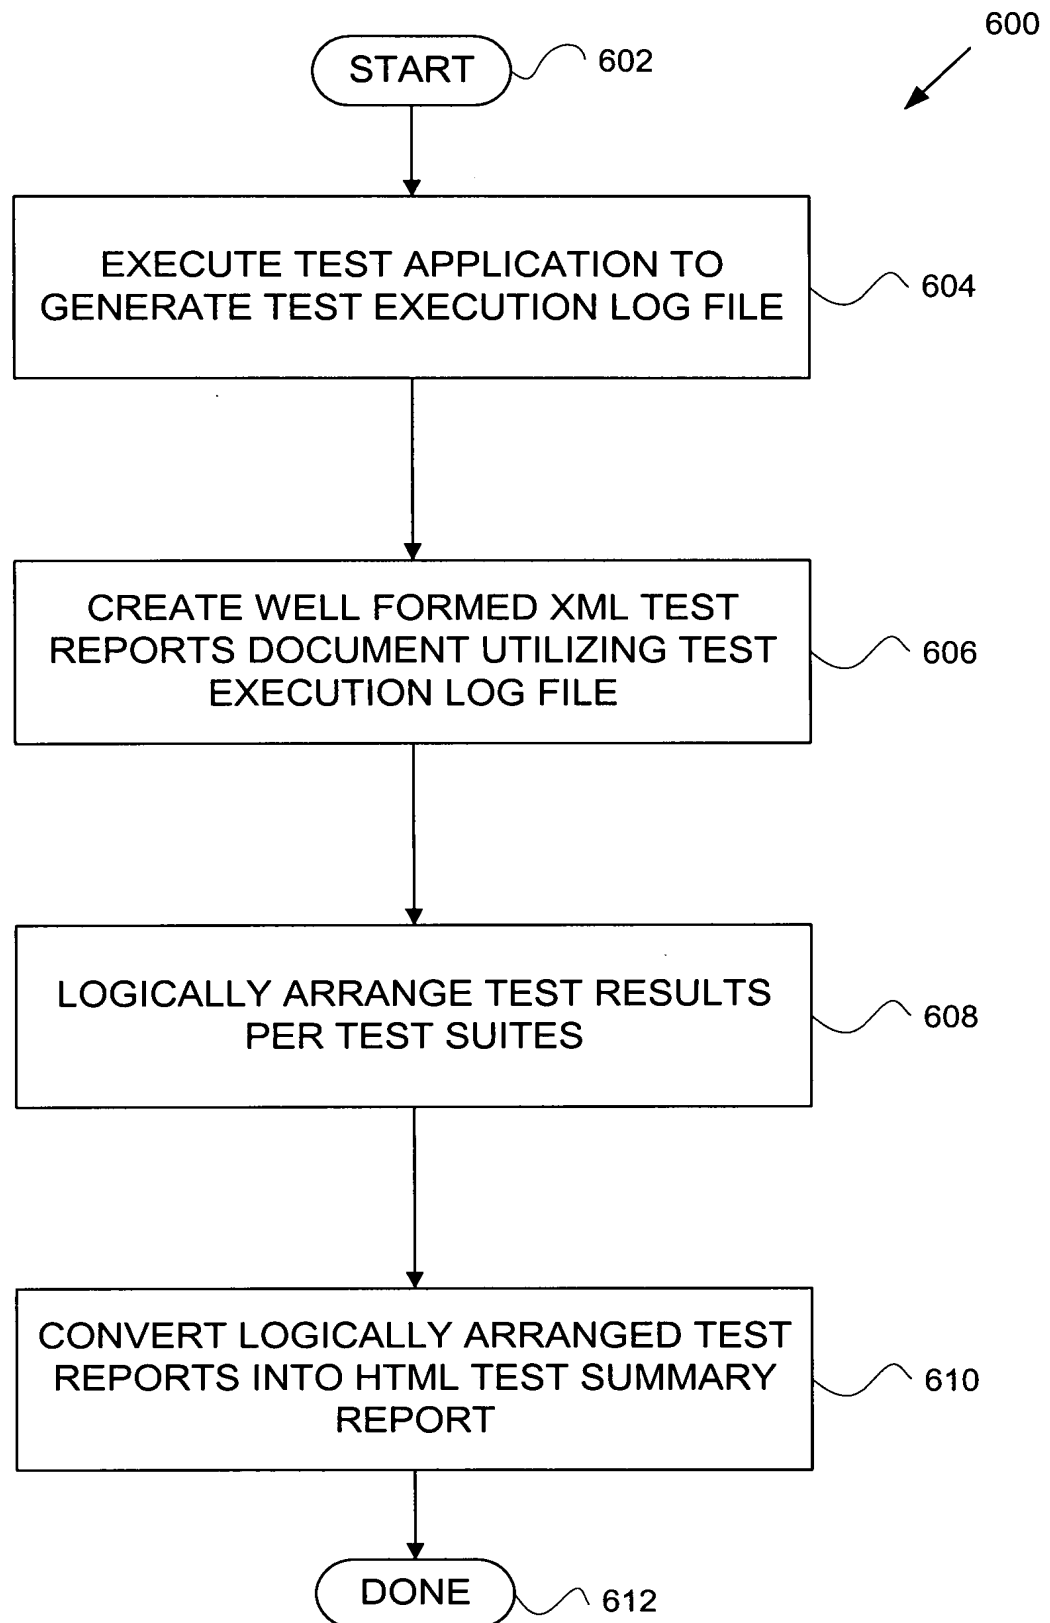 600
START
602
EXECUTE TEST APPLICATION TO
GENERATE TEST EXECUTION LOG FILE
604
CREATE WELL FORMED XML TEST
REPORTS DOCUMENT UTILIZING TEST
EXECUTION LOG FILE
606
LOGICALLY ARRANGE TEST RESULTS
PER TEST SUITES
608
CONVERT LOGICALLY ARRANGED TEST
REPORTS INTO HTML TEST SUMMARY
REPORT
610
DONE
612